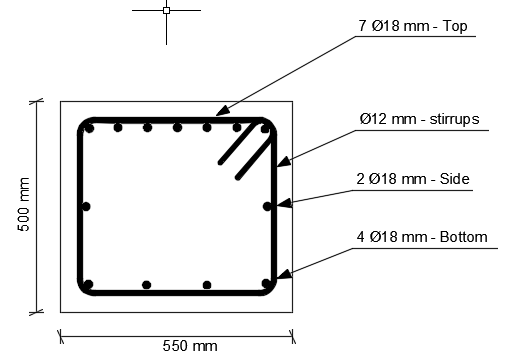 7 Ø18 mm - Top
Ø12 mm - stirrups
2 Ø18 mm - Side
4 Ø18 mm - Bottom
500 mm
550 mm